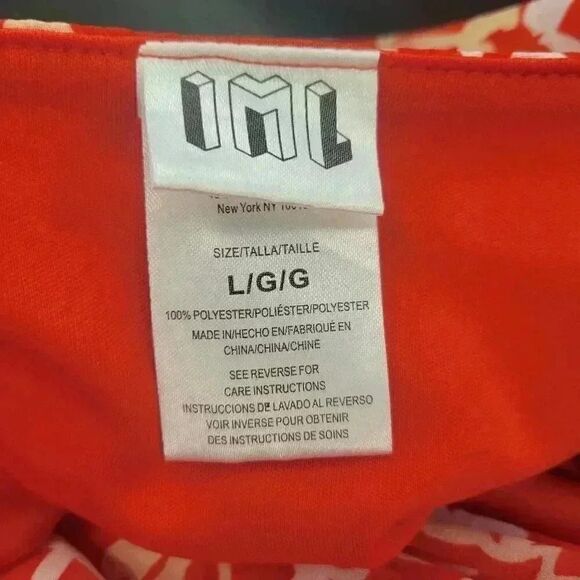 IML
New York NY
SIZE/TALLA/TAILLE
L/G/G
100% POLYESTER/POLIÉSTER/POLYESTER
MADE IN/HECHO EN/FABRIQUÉ EN
CHINA/CHINA/CHINE
SEE REVERSE FOR
CARE INSTRUCTIONS
INSTRUCCIONS DE LAVADO AL REVERSO
VOIR INVERSE POUR OBTENIR
DES INSTRUCTIONS DE SOINS